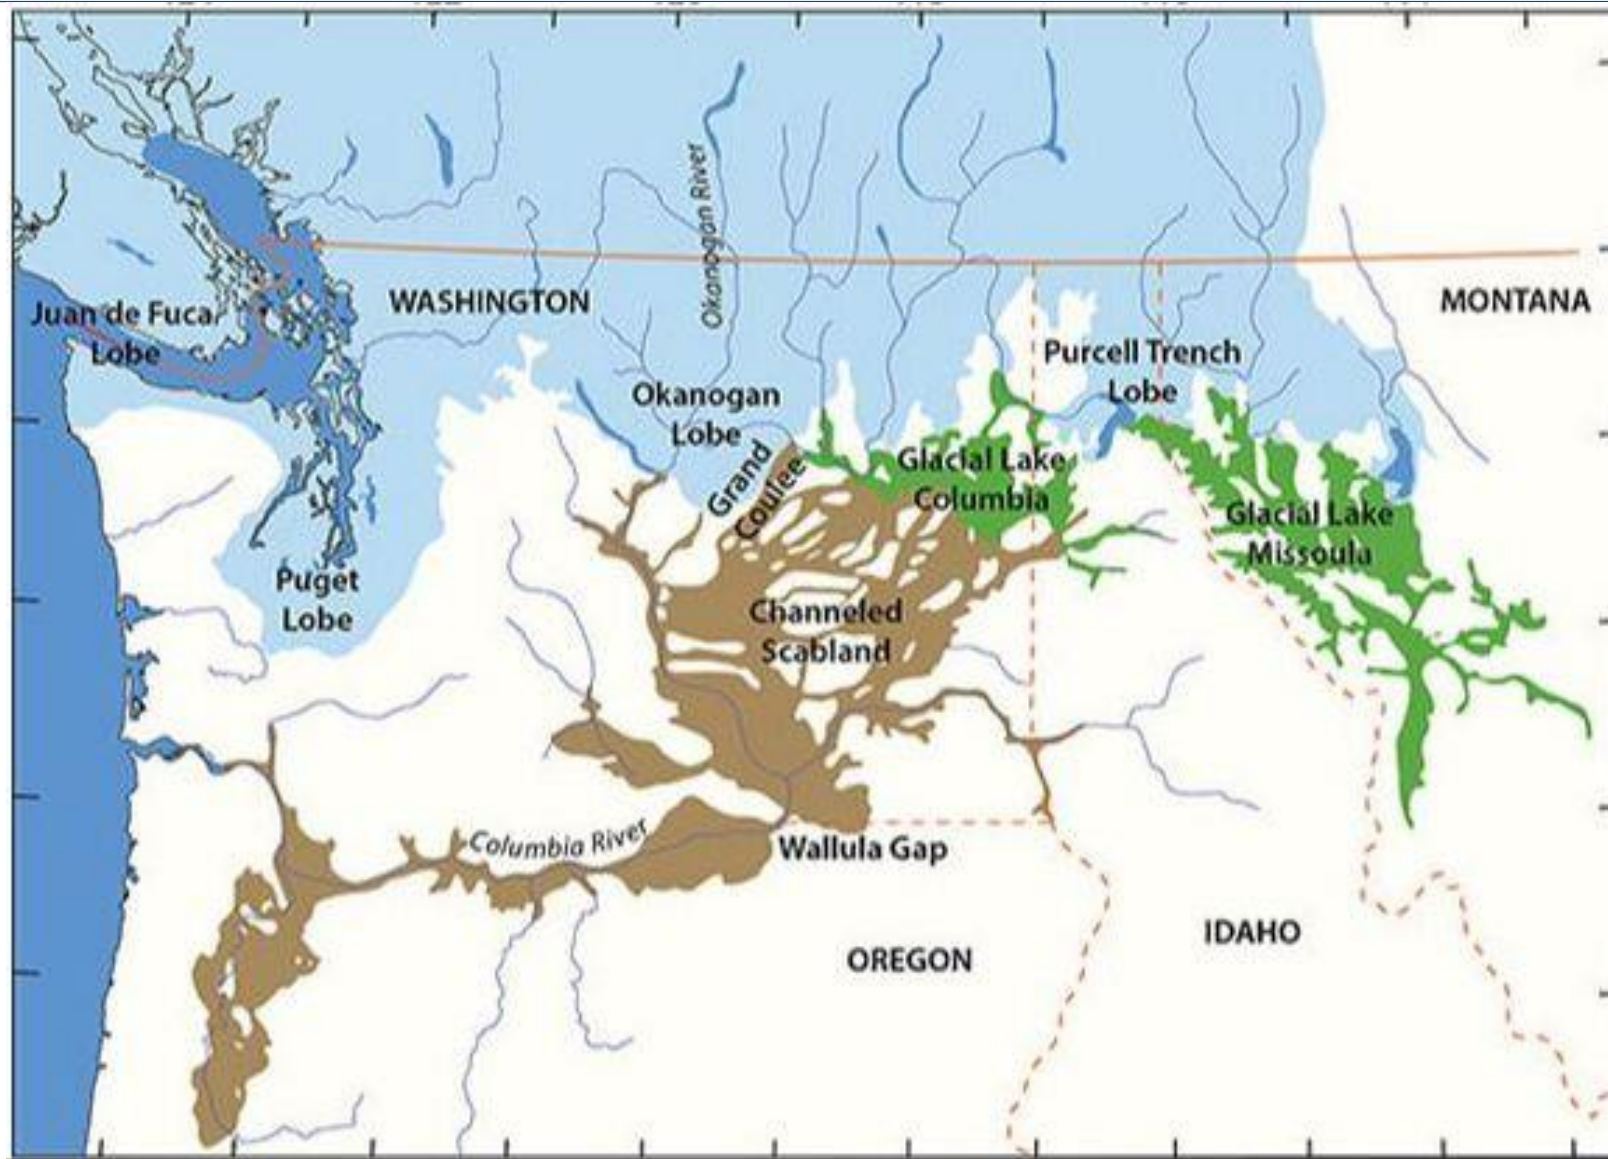 Okanogan River
WASHINGTON
MONTANA
Juan de Fuca
Lobe
Purcell Trench
Lobe
Okanogan
Lobe
Grand
Coulee
Glacial Lake
Columbia
Glacial Lake
Missoula
Puget
Lobe
Channeled
Scabland
Columbia River
Wallula Gap
OREGON
IDAHO